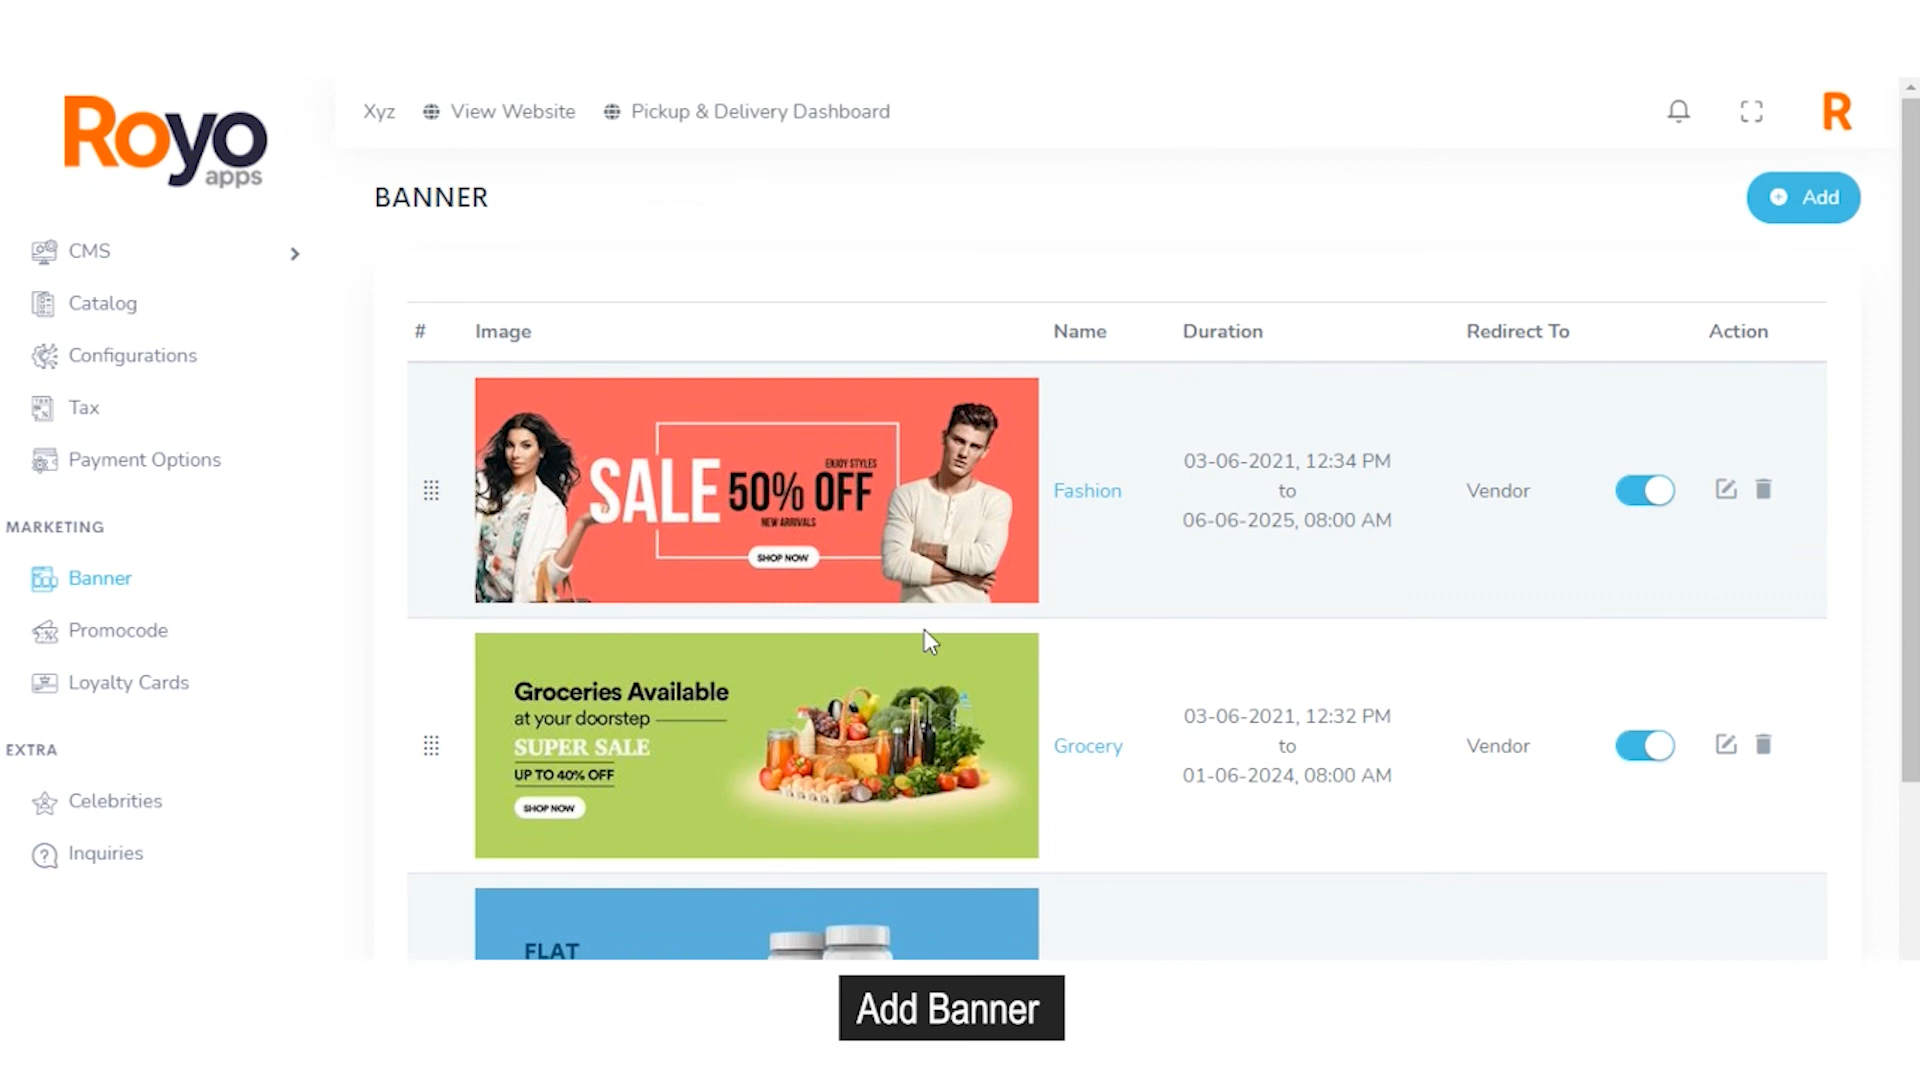 Royo
apps
Xyz View Website Pickup & Delivery Dashboard
R
BANNER
Add
CMS
Catalog
Configurations
Tax
Payment Options
MARKETING
Banner
Promocode
Loyalty Cards
EXTRA
Celebrities
Inquiries
# Image Name Duration Redirect To Action
ENJOY STYLES
SALE 50% OFF
NEW ARRIVALS
SHOP NOW
Fashion
03-06-2021, 12:34 PM
to
06-06-2025, 08:00 AM
Vendor
Groceries Available
at your doorstep
SUPER SALE
UP TO 40% OFF
SHOP NOW
Grocery
03-06-2021, 12:32 PM
to
01-06-2024, 08:00 AM
Vendor
FLAT
Add Banner